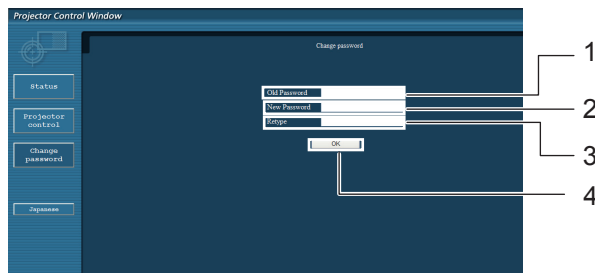 Projector Control Window
Change password
Status
Projector
control
Change
password
Japanese
Old Password
New Password
Retype
OK
1
2
3
4